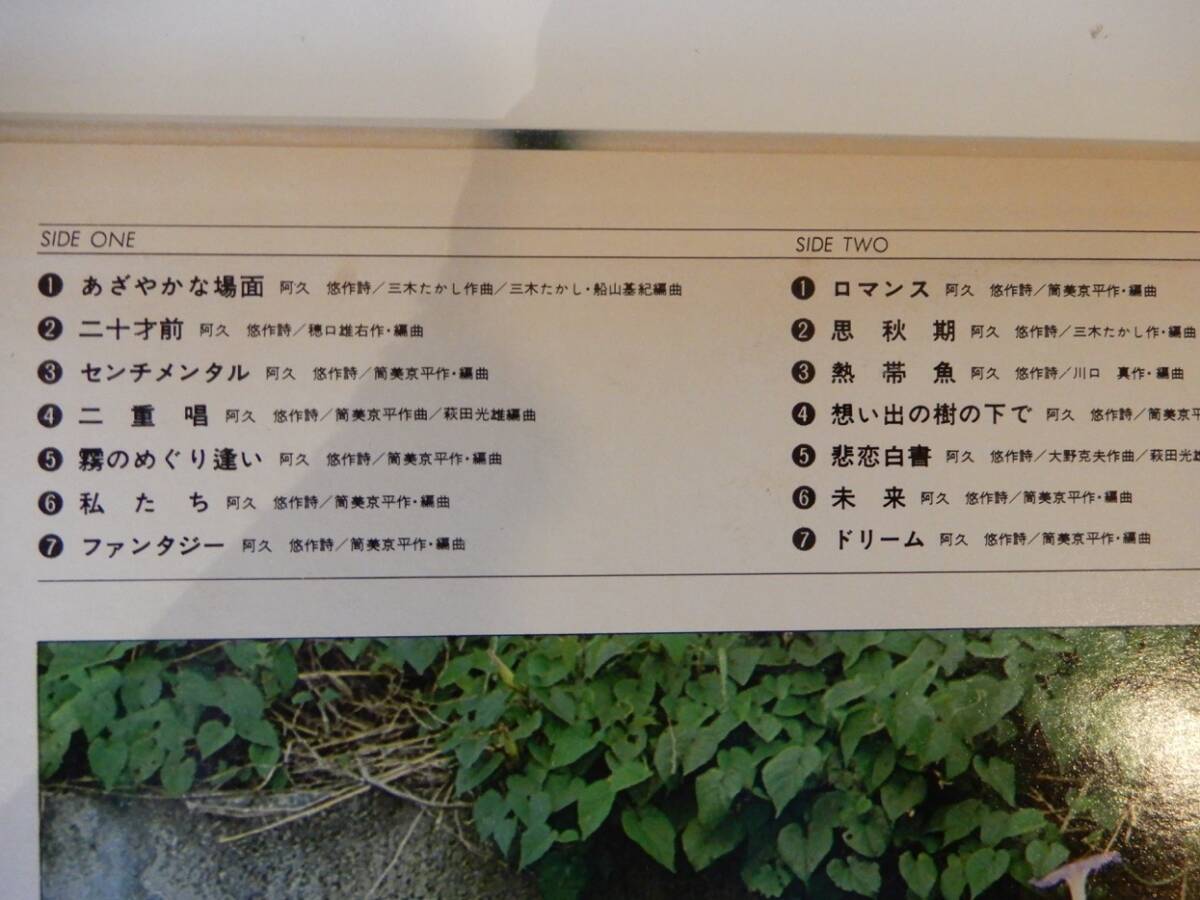 SIDE ONE
❶ あざやかな場面 阿久 悠作詩/三木たかし作曲/三木たかし・船山基紀編曲
❷ 二十才前 阿久 悠作詩/穂口雄右作・編曲
❸ センチメンタル 阿久 悠作詩/筒美京平作・編曲
❹ 二重唱 阿久 悠作詩/筒美京平作曲/萩田光雄編曲
❺ 霧のめぐり逢い 阿久 悠作詩/筒美京平作・編曲
❻ 私たち 阿久 悠作詩/筒美京平作・編曲
❼ ファンタジー 阿久 悠作詩/筒美京平作・編曲
SIDE TWO
❶ ロマンス 阿久 悠作詩/筒美京平作・編曲
❷ 思秋期 阿久 悠作詩/三木たかし作・編曲
❸ 熱帯魚 阿久 悠作詩/川口 真作・編曲
❹ 想い出の樹の下で 阿久 悠作詩/筒美京平
❺ 悲恋白書 阿久 悠作詩/大野克夫作曲/萩田光雄
❻ 未来 阿久 悠作詩/筒美京平作・編曲
❼ ドリーム 阿久 悠作詩/筒美京平作・編曲